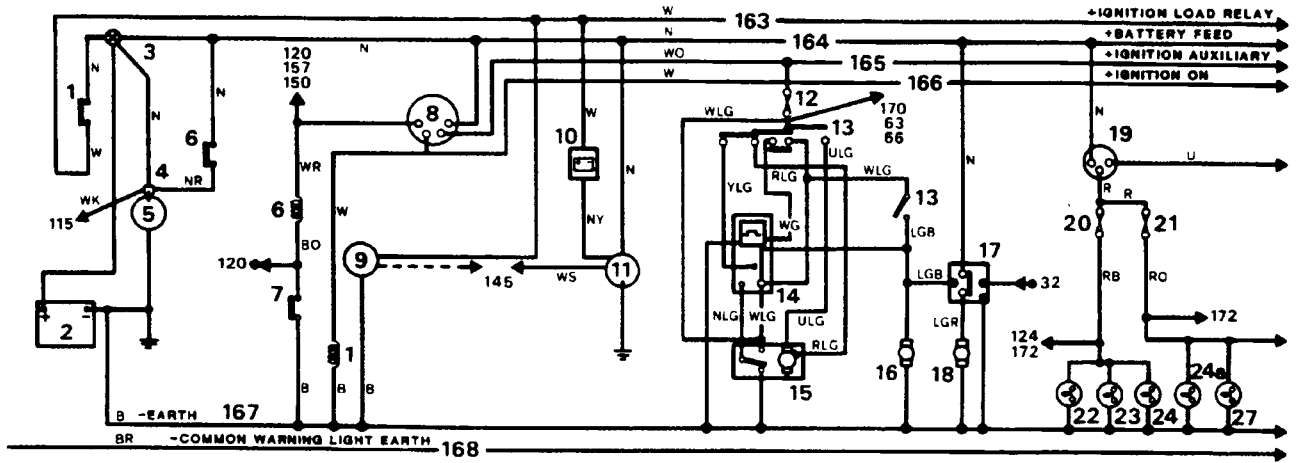 W 163 +IGNITION LOAD RELAY
N 164 +BATTERY FEED
WO 165 +IGNITION AUXILIARY
W 166 +IGNITION ON
3
120
157
150
1
N
W
N
N
6
4
NR
WK
115
5
2
+ -
8
WR
6
BO
120
7
W
1
9
10
W
N
NY
145
WS
11
B
B
B
12
WLG
170
63
66
13
ULG
YLG
RLG
WLG
13
WG
LGB
14
NLG
WLG
ULG
RLG
15
N
17
LGB
32
LGR
16
18
N
19
U
R
R
20
21
RB
RO
172
124
172
24a
22
23
24
27
B -EARTH 167
BR -COMMON WARNING LIGHT EARTH 168